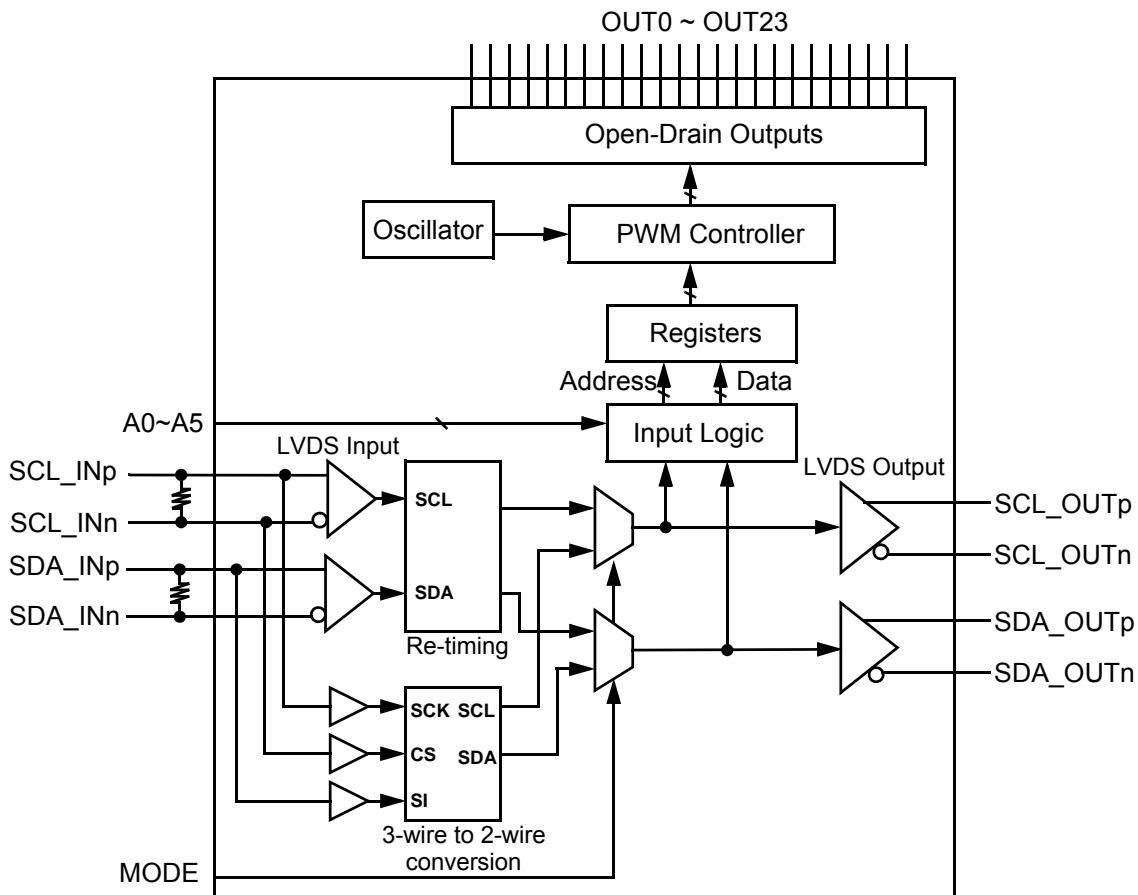 OUT0 ~ OUT23
Open-Drain Outputs
Oscillator
PWM Controller
Registers
Address
Data
A0~A5
Input Logic
LVDS Input
LVDS Output
SCL_INp
SCL_INn
SDA_INp
SDA_INn
SCL
SDA
Re-timing
SCL_OUTp
SCL_OUTn
SDA_OUTp
SDA_OUTn
SCK SCL
CS SDA
SI
3-wire to 2-wire
conversion
MODE